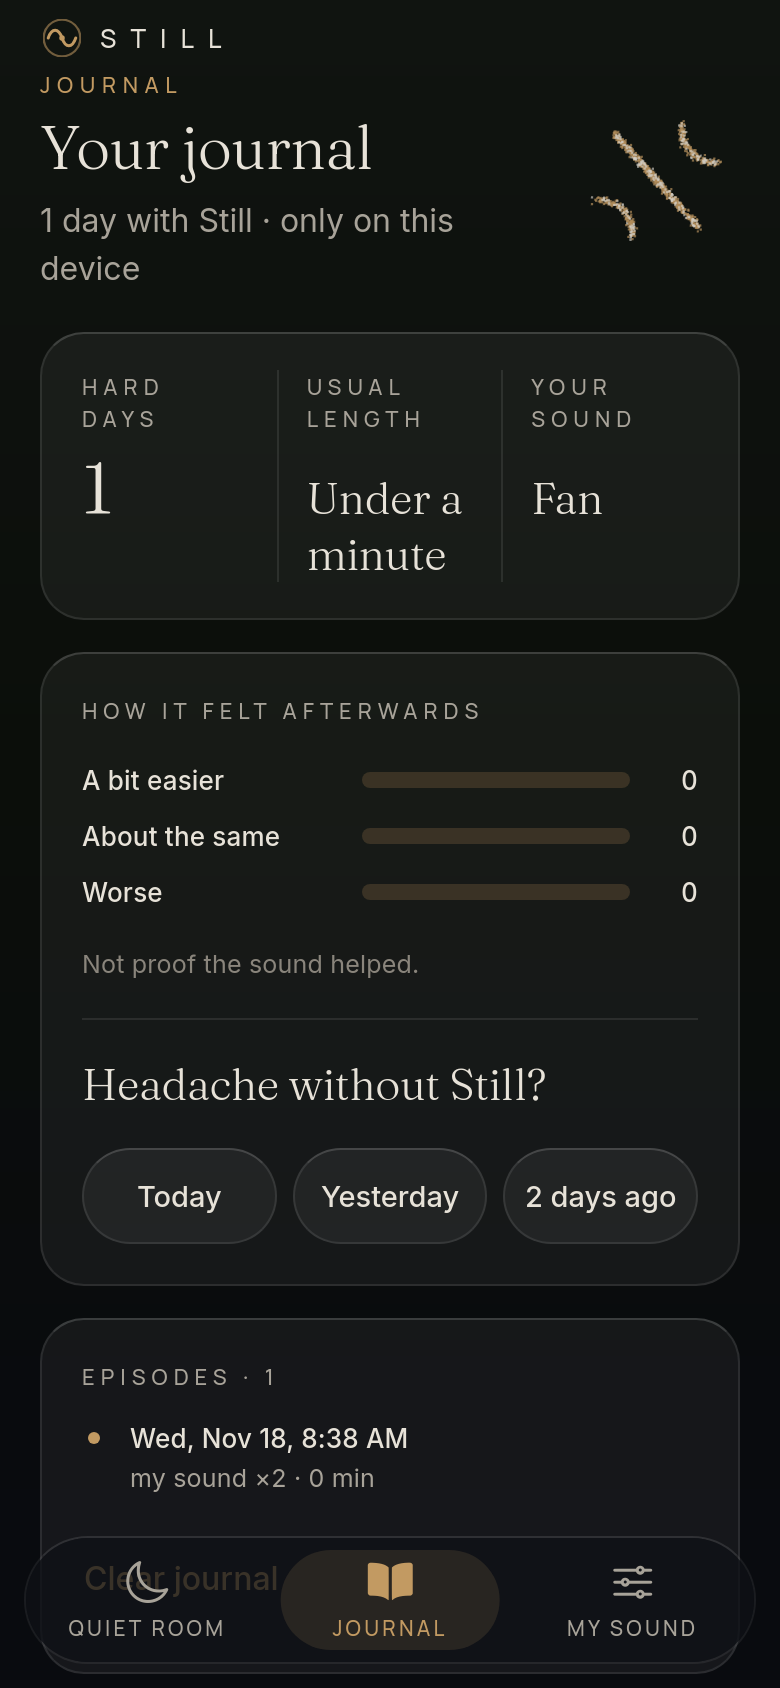 STILL
JOURNAL
Your journal
1 day with Still · only on this
device
HARD
DAYS
1
USUAL
LENGTH
Under a
minute
YOUR
SOUND
Fan
HOW IT FELT AFTERWARDS
A bit easier 0
About the same 0
Worse 0
Not proof the sound helped.
Headache without Still?
Today Yesterday 2 days ago
EPISODES · 1
Wed, Nov 18, 8:38 AM
my sound ×2 · 0 min
Clear journal
QUIET ROOM JOURNAL MY SOUND